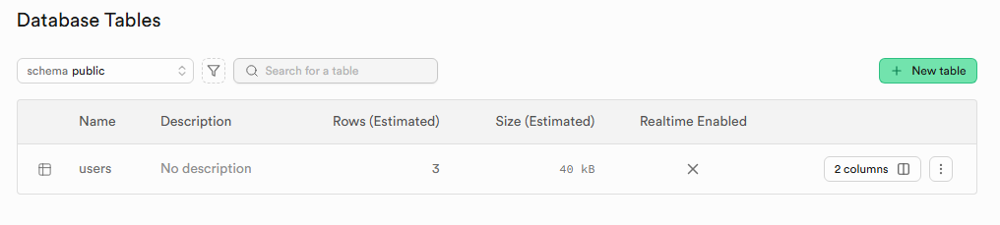 Database Tables
schema public
Search for a table
New table
Name Description Rows (Estimated) Size (Estimated) Realtime Enabled
users No description 3 40 kB 2 columns